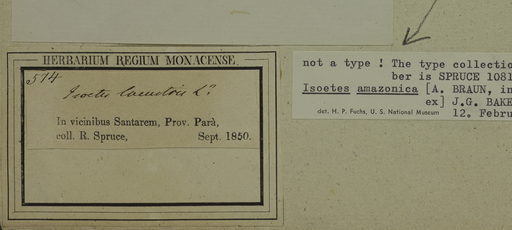 HERBARIUM REGIUM MONACENSE
514
Isoetes lacustris L?
In vicinibus Santarem, Prov. Parà,
coll. R. Spruce, Sept. 1850.
not a type ! The type collectio
ber is SPRUCE 1081
Isoetes amazonica [A. BRAUN, in
ex] J.G. BAKE
det. H. P. Fuchs, U. S. National Museum 12. Febru